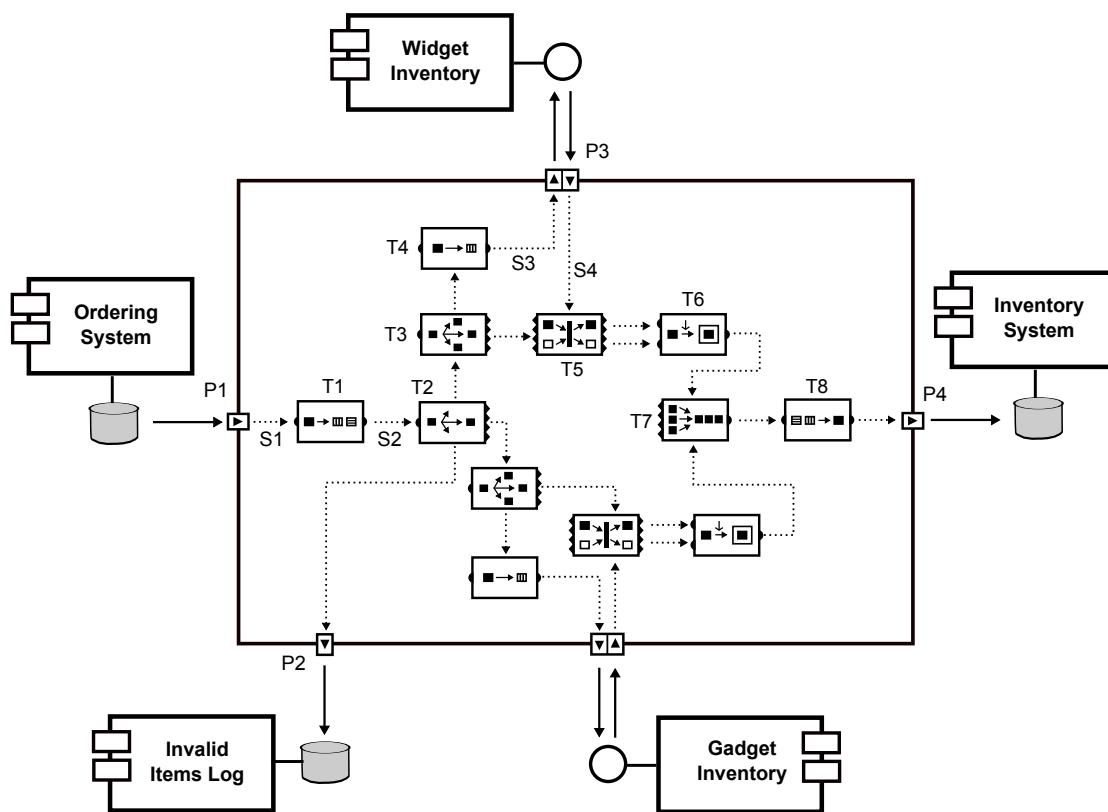 Widget
Inventory
P3
T4
S3
S4
T6
Ordering
System
T3
T5
Inventory
System
P1
T1
T2
T7
T8
P4
S1
S2
P2
Invalid
Items Log
Gadget
Inventory